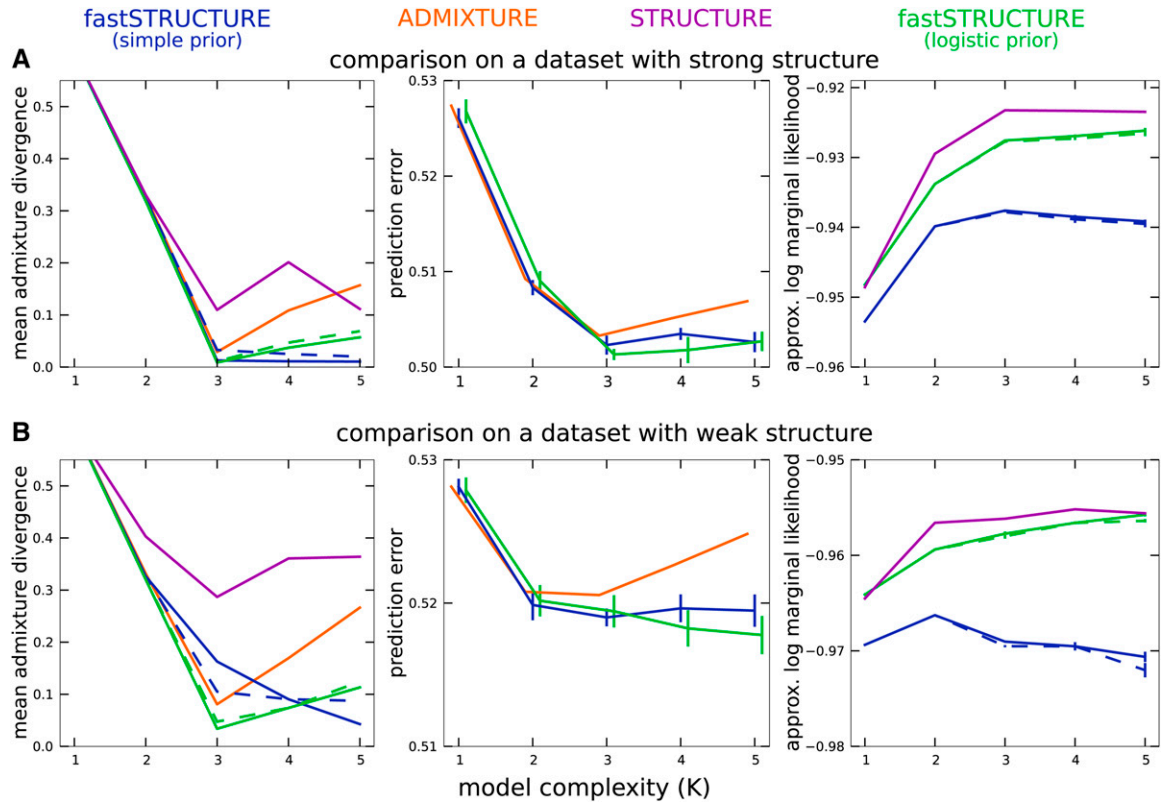 fastSTRUCTURE ADMIXTURE STRUCTURE fastSTRUCTURE
(simple prior) (logistic prior)
A comparison on a dataset with strong structure
mean admixture divergence
0.5
0.4
0.3
0.2
0.1
0.0
1 2 3 4 5
prediction error
0.53
0.52
0.51
0.50
1 2 3 4 5
approx. log marginal likelihood
−0.92
−0.93
−0.94
−0.95
−0.96
1 2 3 4 5
B comparison on a dataset with weak structure
mean admixture divergence
0.5
0.4
0.3
0.2
0.1
0.0
1 2 3 4 5
prediction error
0.53
0.52
0.51
1 2 3 4 5
approx. log marginal likelihood
−0.95
−0.96
−0.97
−0.98
1 2 3 4 5
model complexity (K)